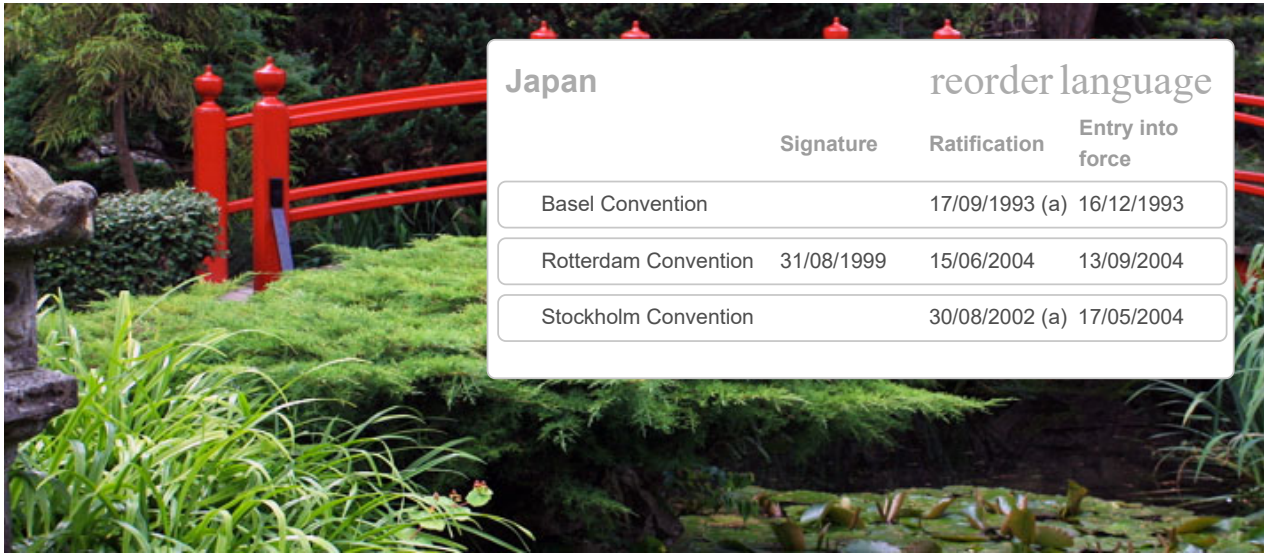 Japan reorder language
Signature Ratification Entry into force
Basel Convention 17/09/1993 (a) 16/12/1993
Rotterdam Convention 31/08/1999 15/06/2004 13/09/2004
Stockholm Convention 30/08/2002 (a) 17/05/2004